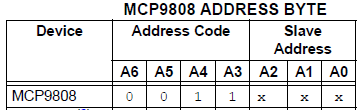 MCP9808 ADDRESS BYTE
Device Address Code Slave
Address
A6 A5 A4 A3 A2 A1 A0
MCP9808 0 0 1 1 x x x